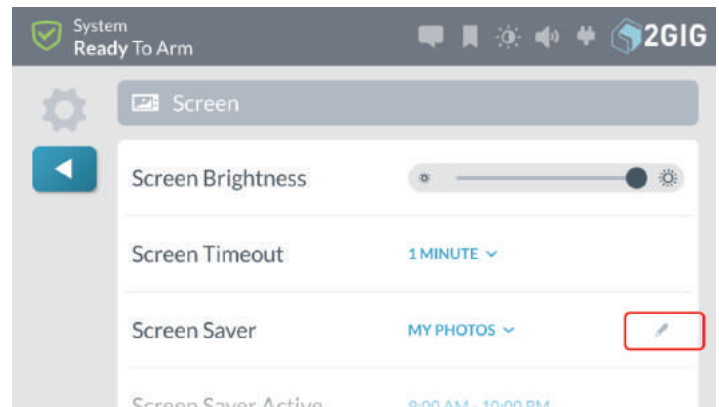 System
Ready To Arm
2GIG
Screen
Screen Brightness
Screen Timeout
1 MINUTE
Screen Saver
MY PHOTOS
Screen Saver Active
9:00 AM - 10:00 PM